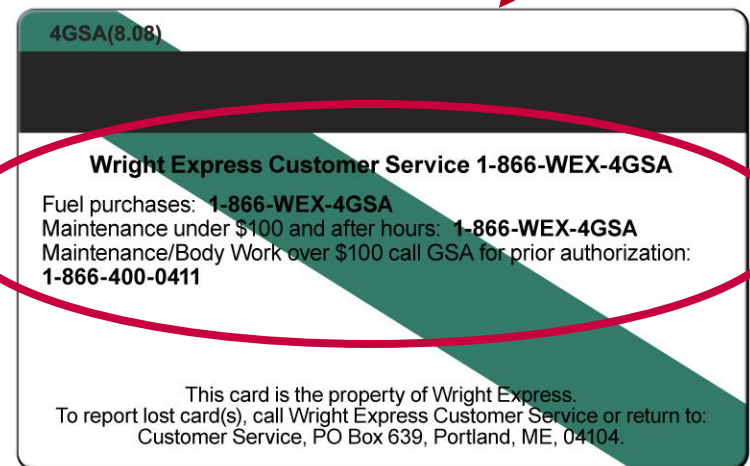 4GSA(8.08)
Wright Express Customer Service 1-866-WEX-4GSA
Fuel purchases: 1-866-WEX-4GSA
Maintenance under $100 and after hours: 1-866-WEX-4GSA
Maintenance/Body Work over $100 call GSA for prior authorization:
1-866-400-0411
This card is the property of Wright Express.
To report lost card(s), call Wright Express Customer Service or return to:
Customer Service, PO Box 639, Portland, ME, 04104.